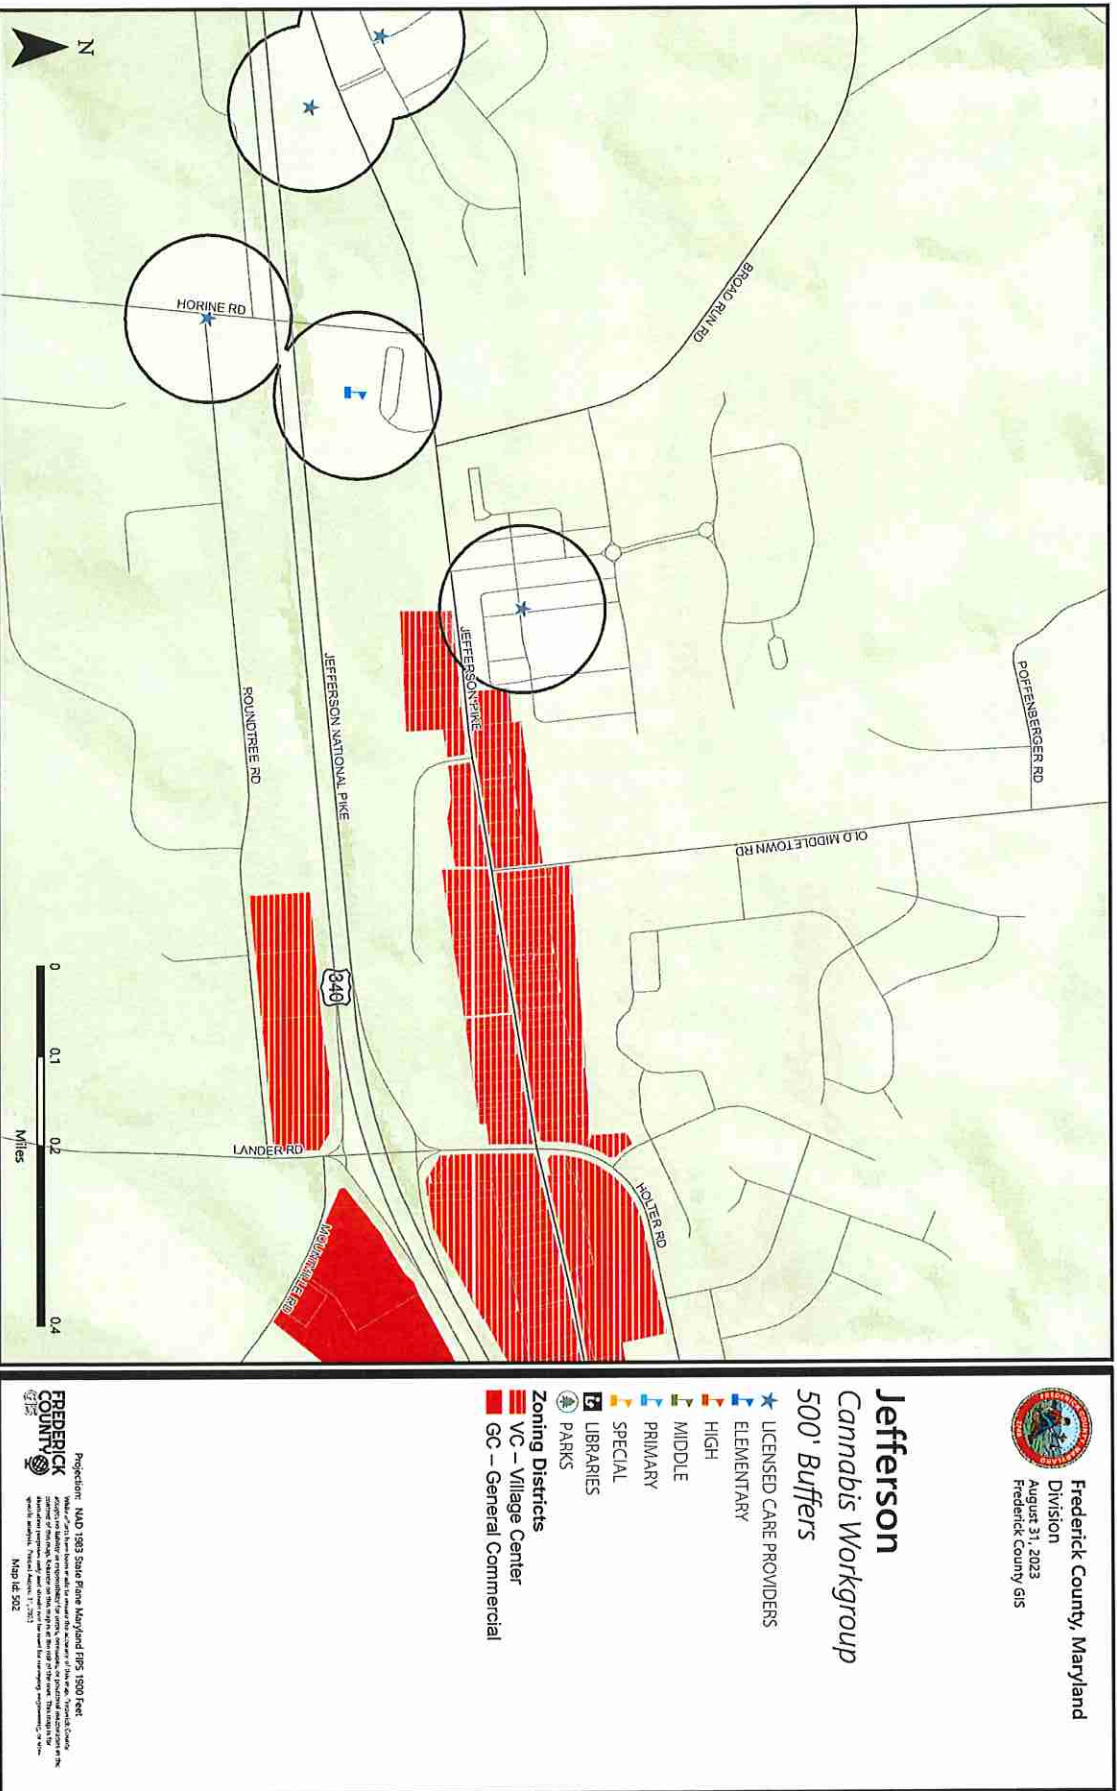 Frederick County, Maryland
Division
August 31, 2023
Frederick County GIS
Jefferson
Cannabis Workgroup
500' Buffers
LICENSED CARE PROVIDERS
ELEMENTARY
HIGH
MIDDLE
PRIMARY
SPECIAL
LIBRARIES
PARKS
Zoning Districts
VC – Village Center
GC – General Commercial
Projection: NAD 1983 State Plane Maryland FIPS 1900 Feet
FREDERICK
COUNTY
Map Id: 502
N
BROAD RUN RD
HORINE RD
POFFENBERGER RD
JEFFERSON PIKE
JEFFERSON NATIONAL PIKE
ROUNDTREE RD
OLD MIDDLETOWN RD
340
LANDER RD
HOLTER RD
MOUNTVILLE RD
0 0.1 0.2 0.4
Miles